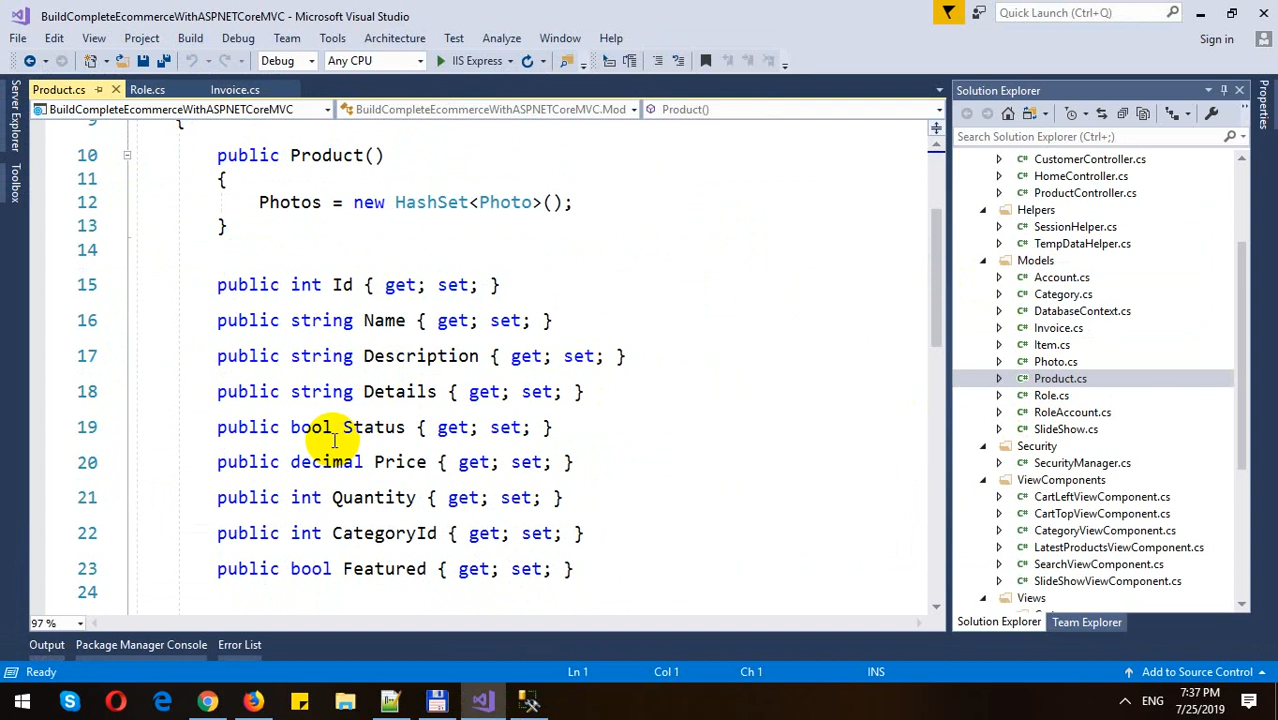 BuildCompleteEcommerceWithASPNETCoreMVC - Microsoft Visual Studio
Quick Launch (Ctrl+Q)
File Edit View Project Build Debug Team Tools Architecture Test Analyze Window Help
Sign in
Debug Any CPU IIS Express
Server Explorer
Toolbox
Product.cs Role.cs Invoice.cs
BuildCompleteEcommerceWithASPNETCoreMVC BuildCompleteEcommerceWithASPNETCoreMVC.Mod Product()
9 {
10 public Product()
11 {
12 Photos = new HashSet<Photo>();
13 }
14
15 public int Id { get; set; }
16 public string Name { get; set; }
17 public string Description { get; set; }
18 public string Details { get; set; }
19 public bool Status { get; set; }
20 public decimal Price { get; set; }
21 public int Quantity { get; set; }
22 public int CategoryId { get; set; }
23 public bool Featured { get; set; }
24
97 %
Solution Explorer
Search Solution Explorer (Ctrl+;)
C# CustomerController.cs
C# HomeController.cs
C# ProductController.cs
Helpers
C# SessionHelper.cs
C# TempDataHelper.cs
Models
C# Account.cs
C# Category.cs
C# DatabaseContext.cs
C# Invoice.cs
C# Item.cs
C# Photo.cs
C# Product.cs
C# Role.cs
C# RoleAccount.cs
C# SlideShow.cs
Security
C# SecurityManager.cs
ViewComponents
C# CartLeftViewComponent.cs
C# CartTopViewComponent.cs
C# CategoryViewComponent.cs
C# LatestProductsViewComponent.cs
C# SearchViewComponent.cs
C# SlideShowViewComponent.cs
Views
Solution Explorer Team Explorer
Properties
Output Package Manager Console Error List
Ready Ln 1 Col 1 Ch 1 INS Add to Source Control
ENG
7:37 PM
7/25/2019